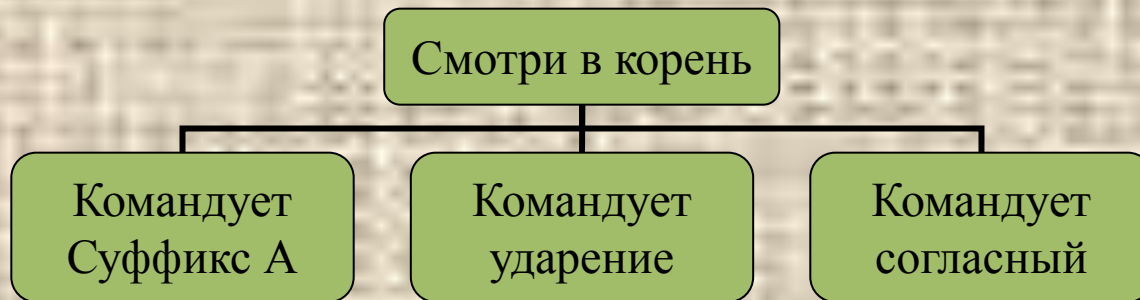 Смотри в корень
Командует
Суффикс А
Командует
ударение
Командует
согласный